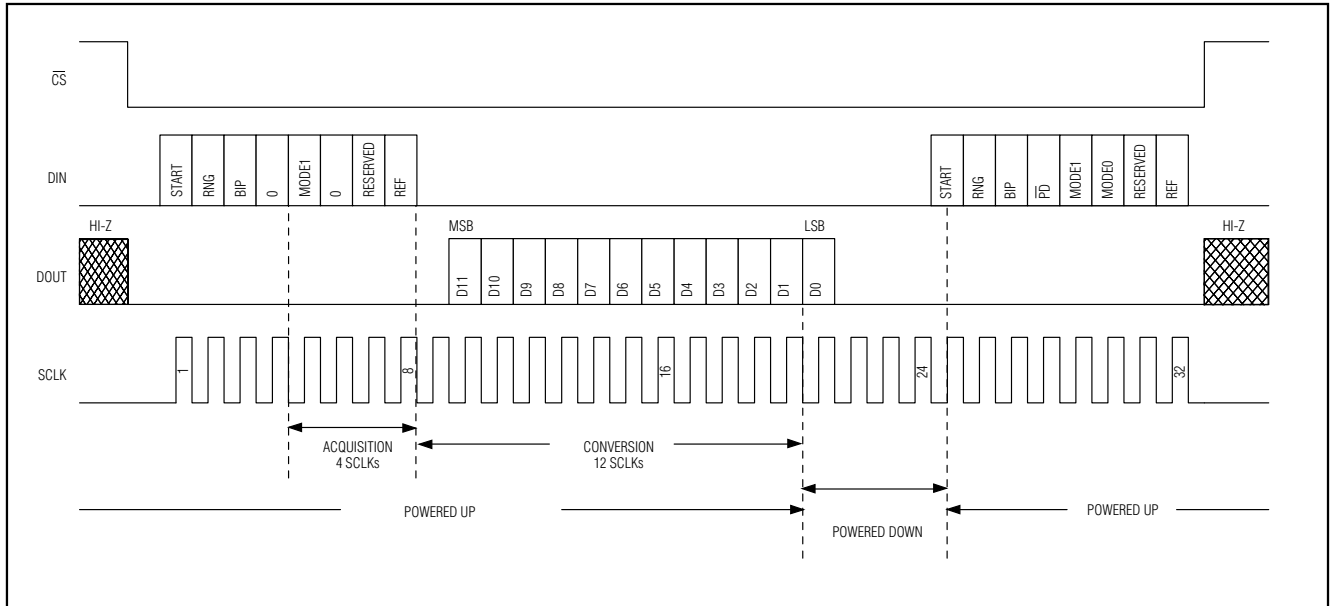 C̅S̅
DIN
START RNG BIP 0 MODE1 0 RESERVED REF
START RNG BIP P̅D̅ MODE1 MODE0 RESERVED REF
HI-Z
MSB
LSB
HI-Z
DOUT
D11 D10 D9 D8 D7 D6 D5 D4 D3 D2 D1 D0
SCLK
1 8 16 24 32
ACQUISITION
4 SCLKs
CONVERSION
12 SCLKs
POWERED UP
POWERED DOWN
POWERED UP